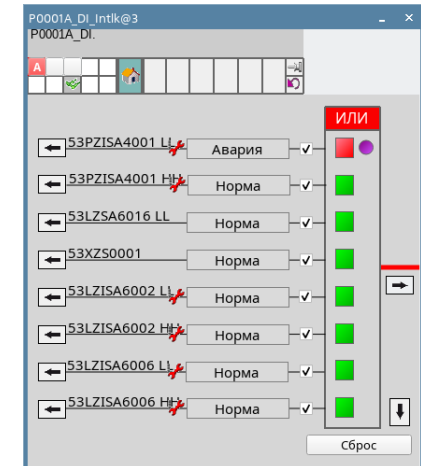 P0001A_DI_Intlk@3
P0001A_DI.
A
ИЛИ
53PZISA4001 LL Авария
53PZISA4001 HH Норма
53LZSA6016 LL Норма
53XZS0001 Норма
53LZISA6002 LL Норма
53LZISA6002 HH Норма
53LZISA6006 LL Норма
53LZISA6006 HH Норма
Сброс